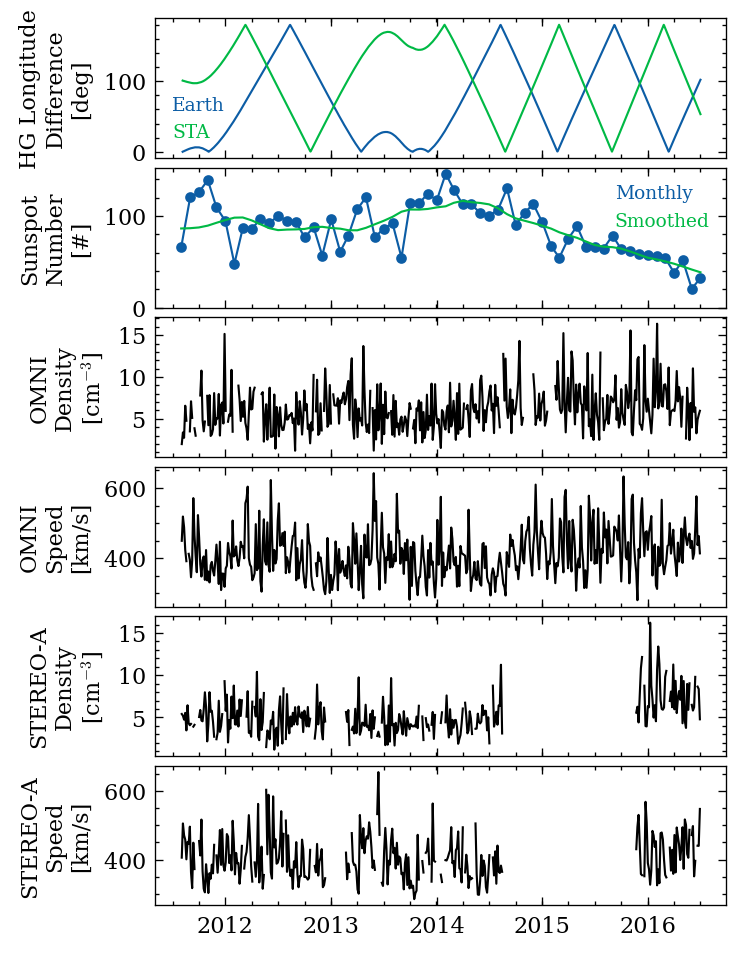 HG Longitude
Difference
[deg]
100
0
Earth
STA
Sunspot
Number
[#]
100
0
Monthly
Smoothed
OMNI
Density
[cm⁻³]
15
10
5
OMNI
Speed
[km/s]
600
400
STEREO-A
Density
[cm⁻³]
15
10
5
STEREO-A
Speed
[km/s]
600
400
2012 2013 2014 2015 2016